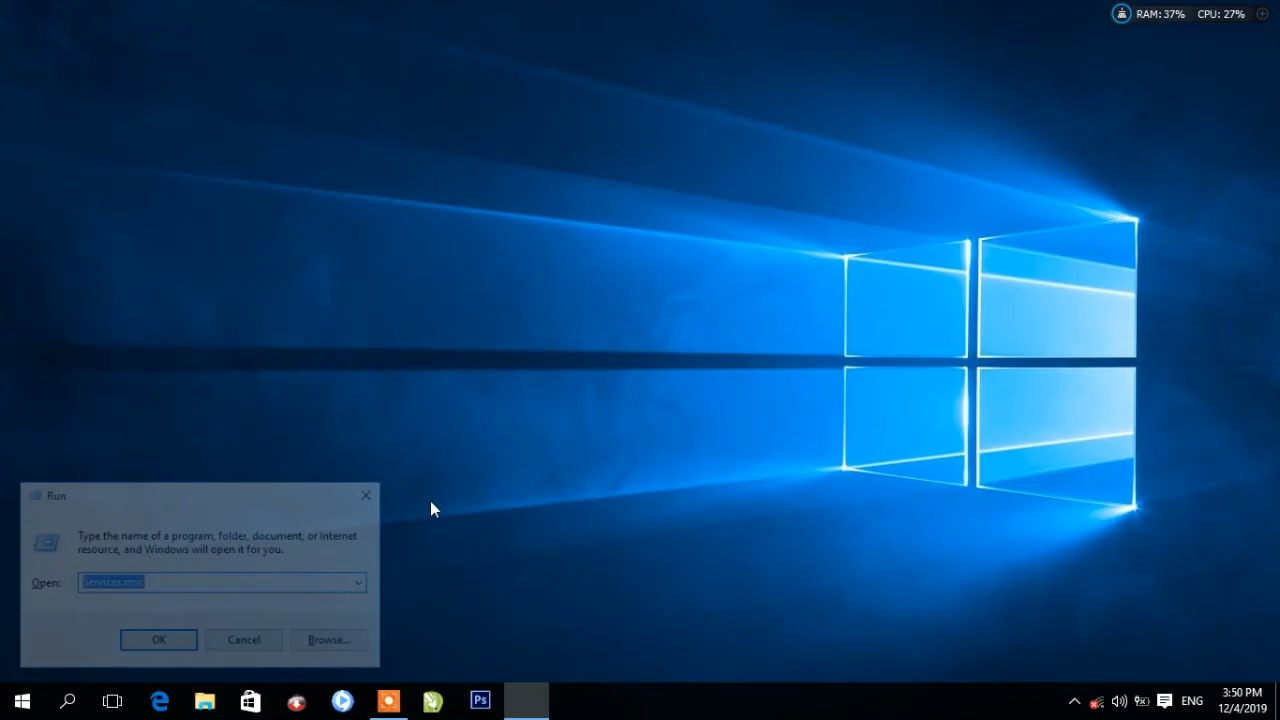 RAM: 37% CPU: 27%
Run
Type the name of a program, folder, document, or Internet
resource, and Windows will open it for you.
Open: Services.msc
OK Cancel Browse...
Ps
ENG
3:50 PM
12/4/2019